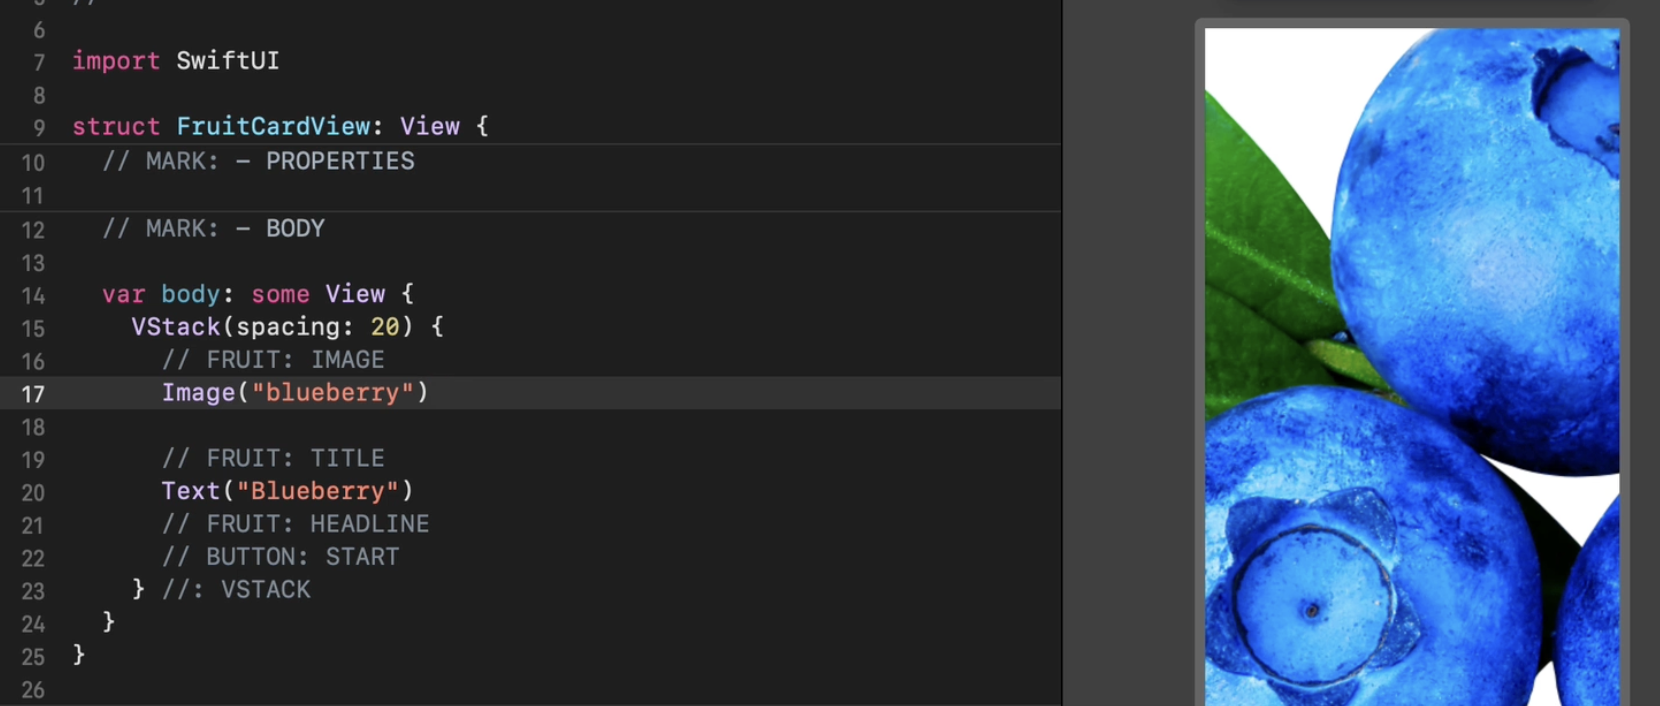 6
7 import SwiftUI
8
9 struct FruitCardView: View {
10 // MARK: - PROPERTIES
11
12 // MARK: - BODY
13
14 var body: some View {
15 VStack(spacing: 20) {
16 // FRUIT: IMAGE
17 Image("blueberry")
18
19 // FRUIT: TITLE
20 Text("Blueberry")
21 // FRUIT: HEADLINE
22 // BUTTON: START
23 } //: VSTACK
24 }
25 }
26